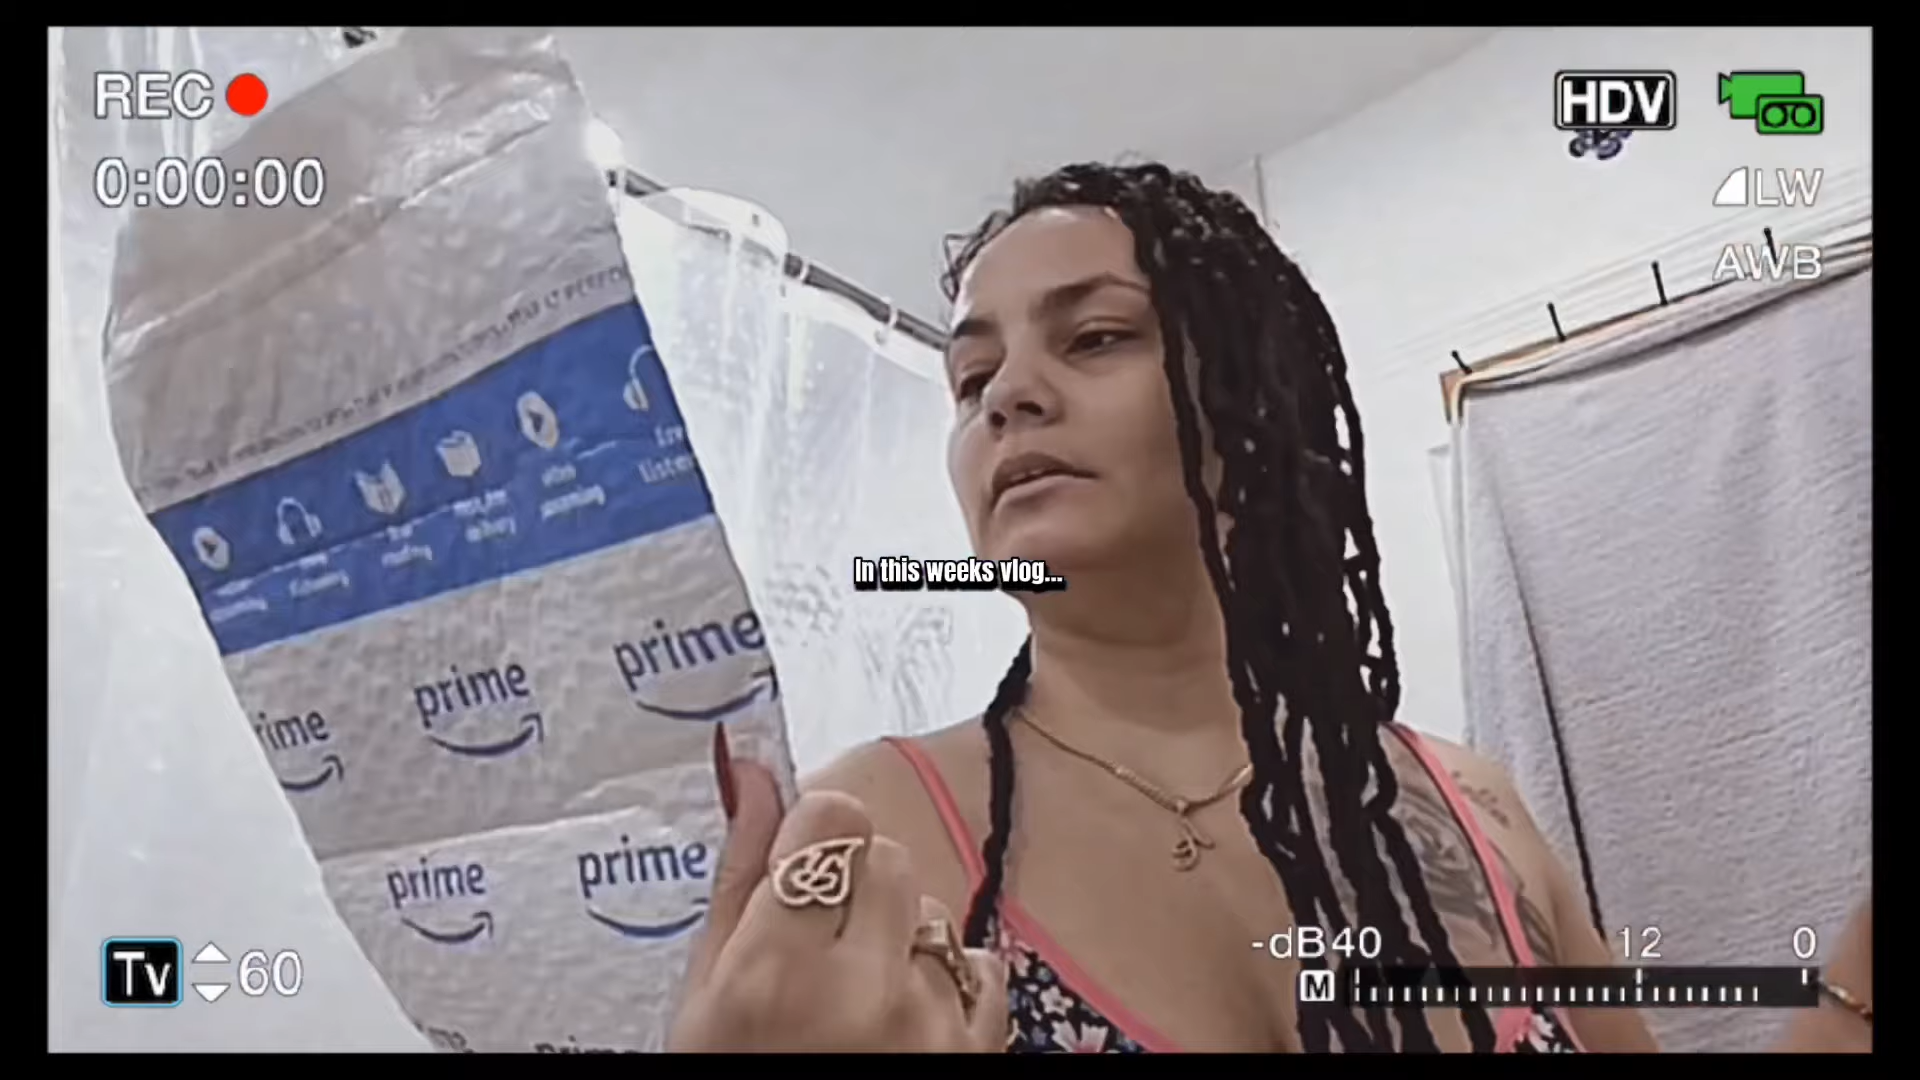 REC
0:00:00
HDV
LW
AWB
In this weeks vlog...
prime
prime
prime
prime
Tv 60
-dB40 12 0
M